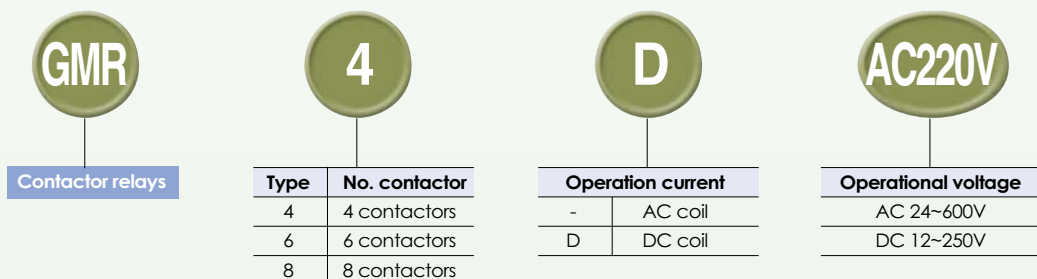 GMR 4 D AC220V
Contactor relays
Type No. contactor
4 4 contactors
6 6 contactors
8 8 contactors
Operation current
- AC coil
D DC coil
Operational voltage
AC 24~600V
DC 12~250V